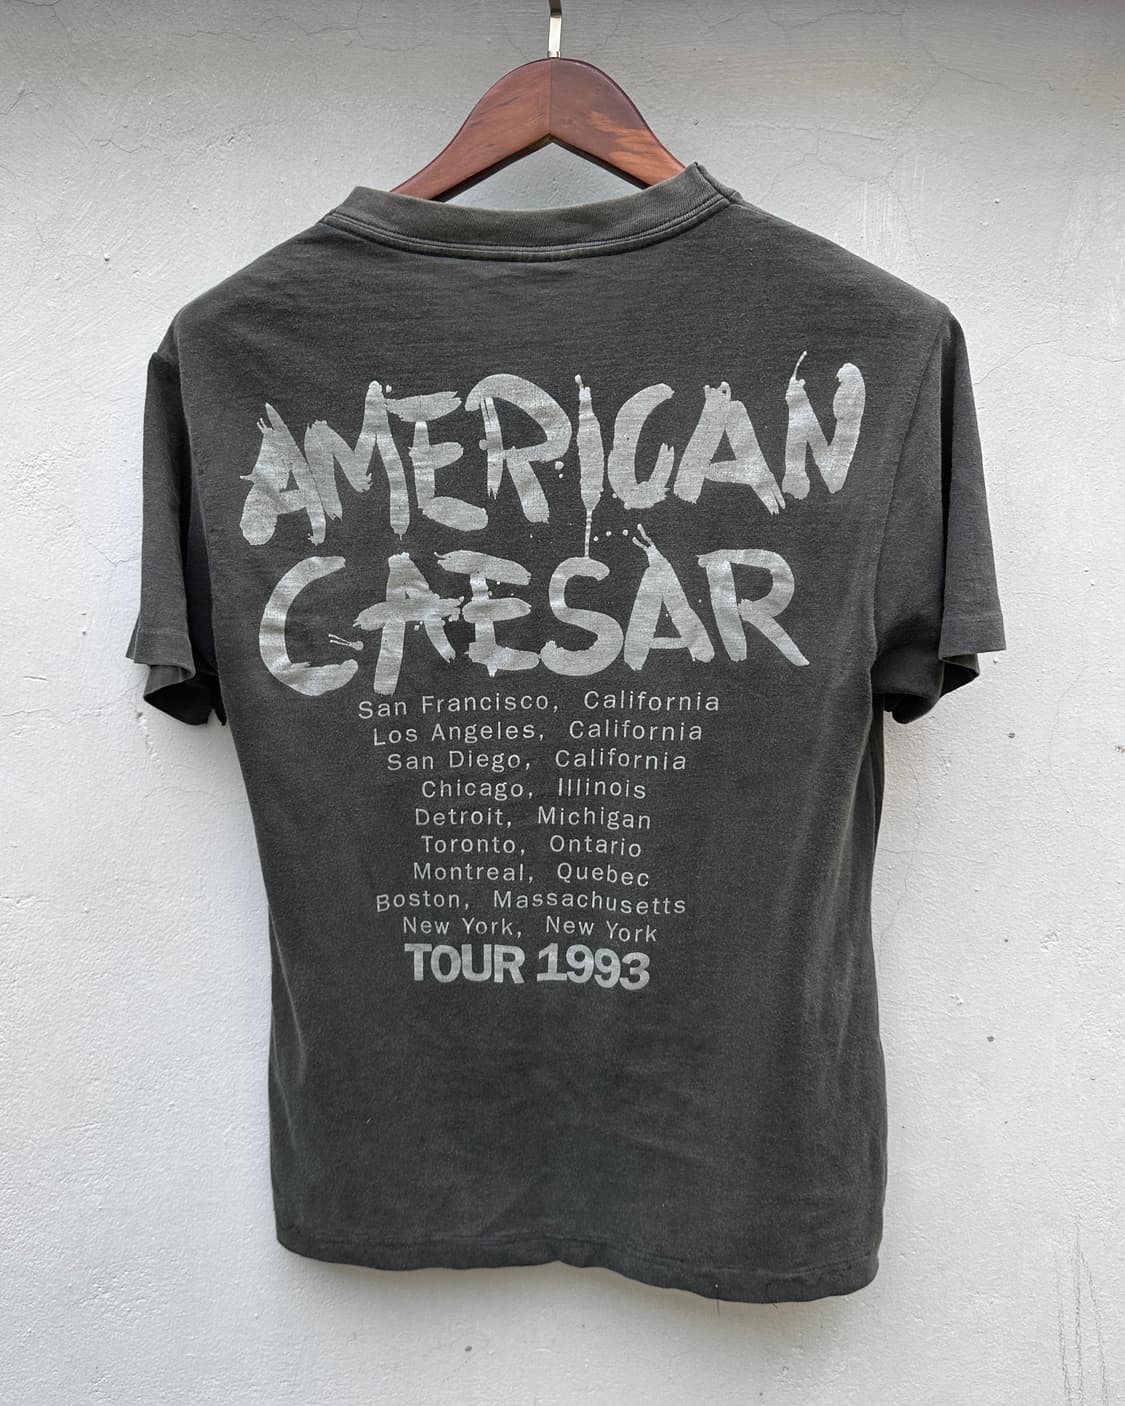 AMERICAN
CAESAR
San Francisco, California
Los Angeles, California
San Diego, California
Chicago, Illinois
Detroit, Michigan
Toronto, Ontario
Montreal, Quebec
Boston, Massachusetts
New York, New York
TOUR 1993